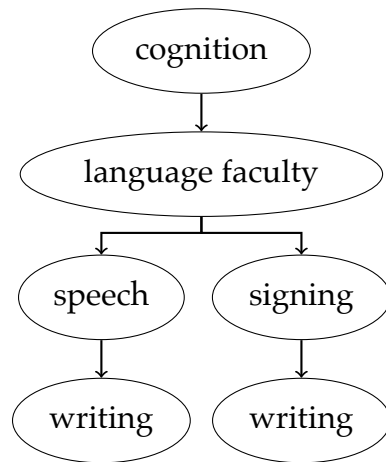 cognition
language faculty
speech signing
writing writing